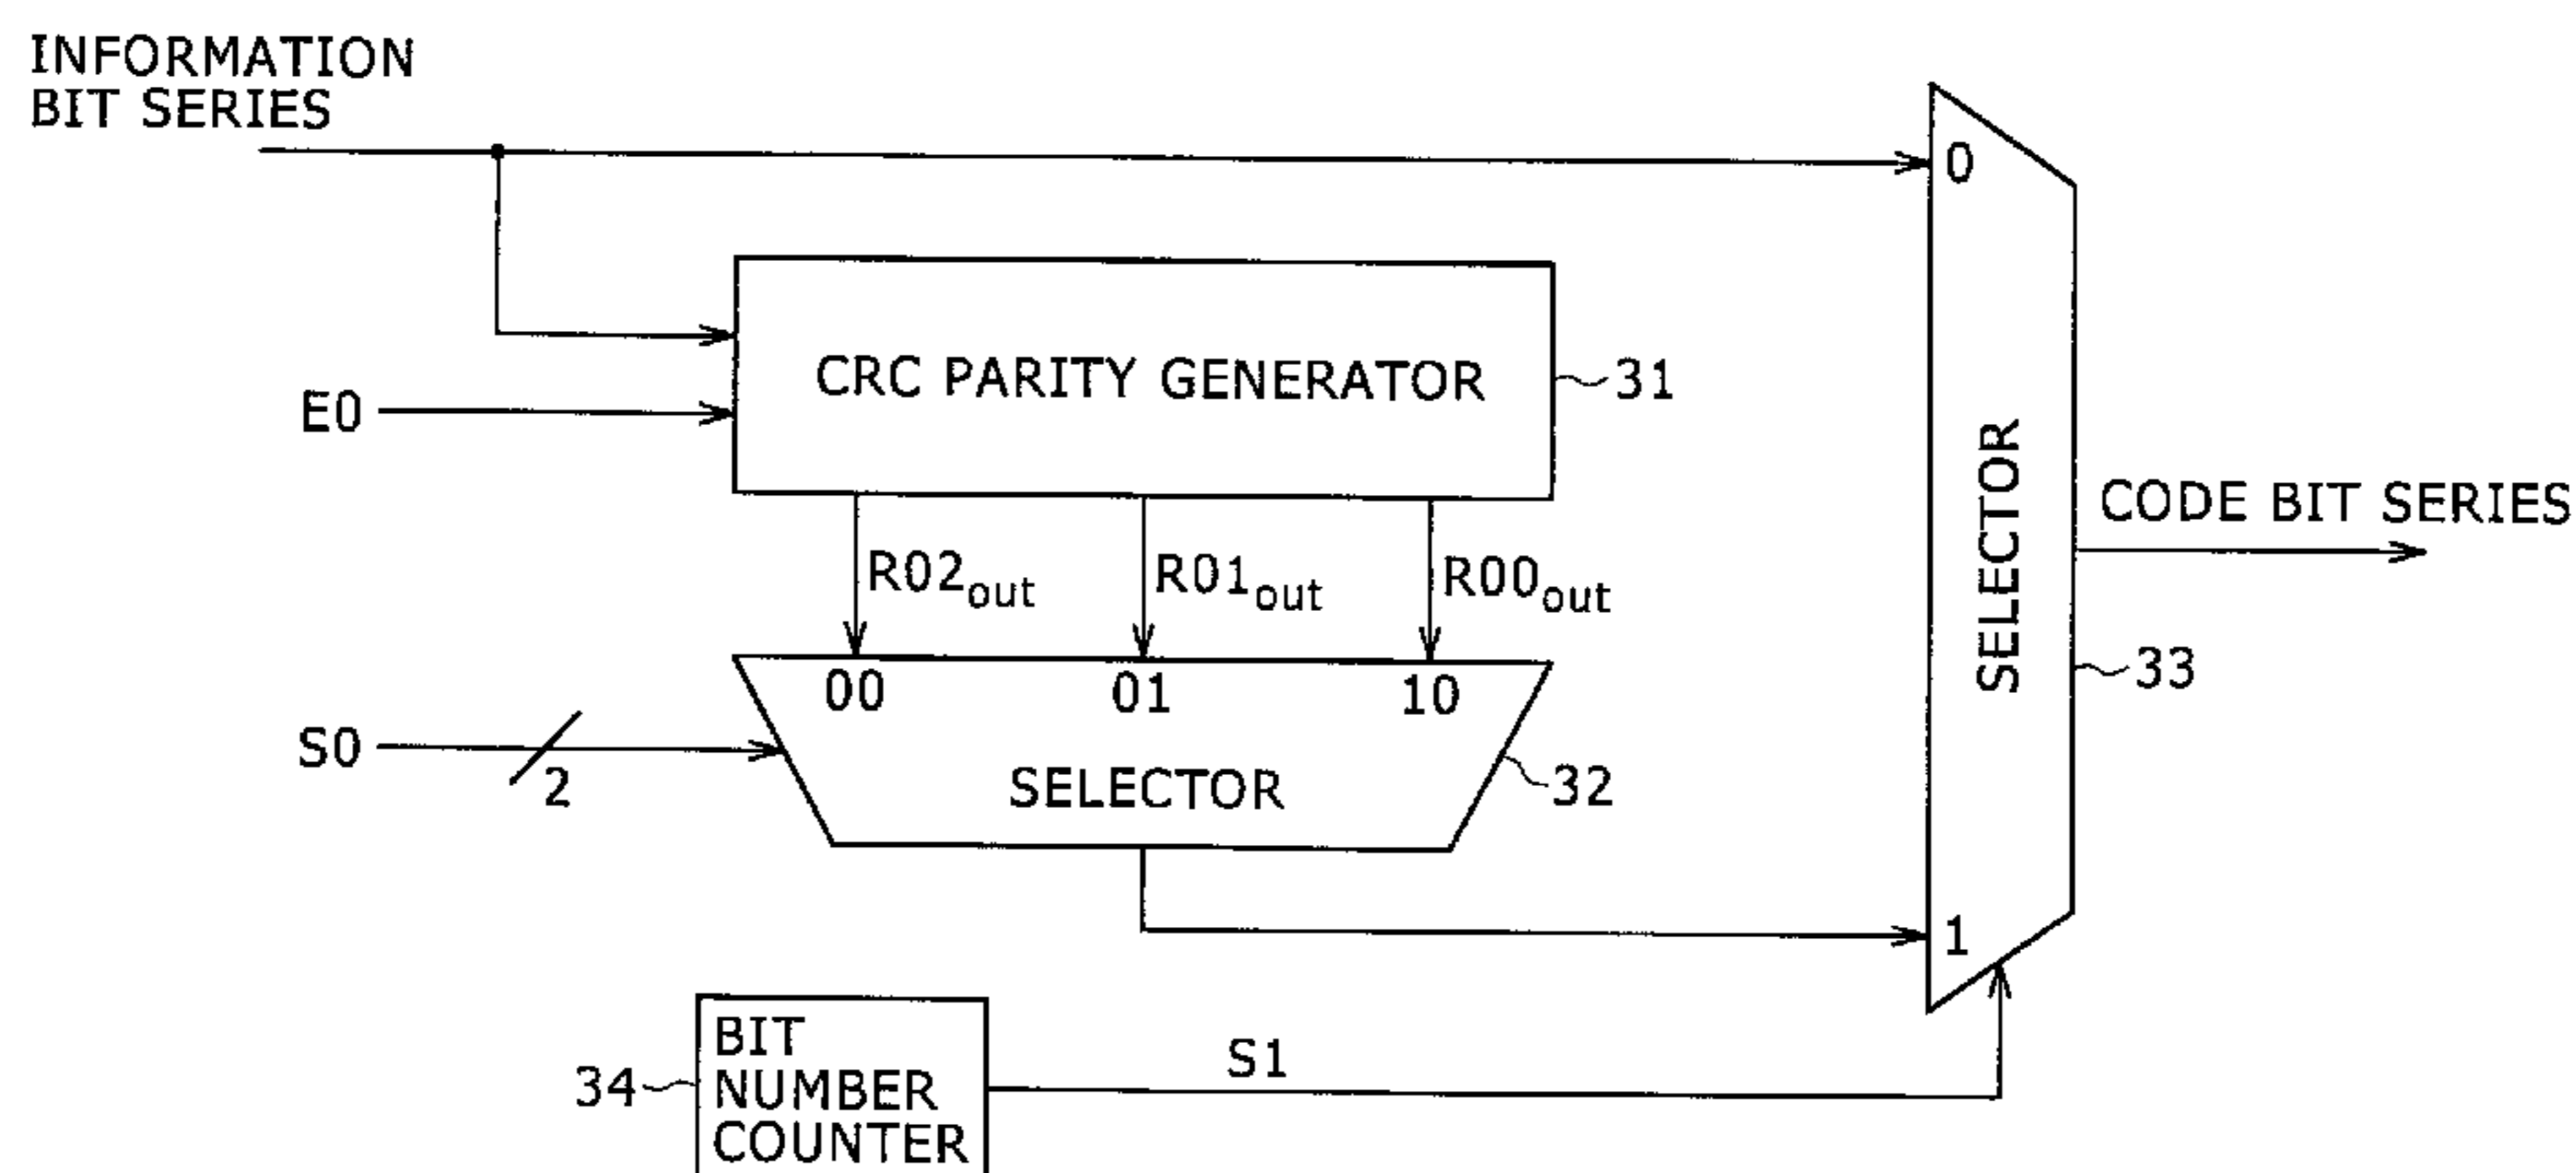 INFORMATION
BIT SERIES
0
CRC PARITY GENERATOR
31
E0
SELECTOR
CODE BIT SERIES
R02out
R01out
R00out
33
00
01
10
S0
2
SELECTOR
32
1
S1
34
BIT
NUMBER
COUNTER